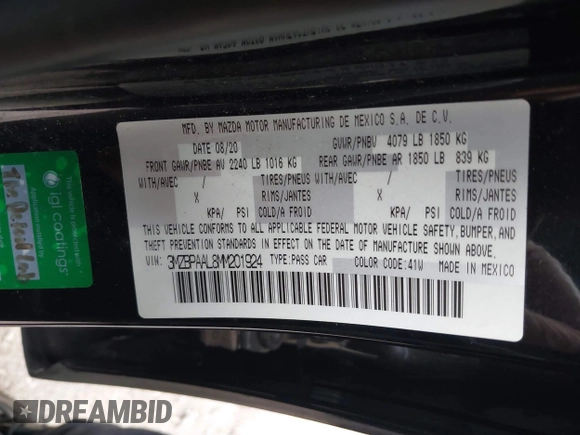 MFD. BY MAZDA MOTOR MANUFACTURING DE MEXICO S.A. DE C.V.
DATE 08/20 GVWR/PNBV 4079 LB 1850 KG
FRONT GAWR/PNBE AV 2240 LB 1016 KG REAR GAWR/PNBE AR 1850 LB 839 KG
WITH/AVEC / TIRES/PNEUS WITH/AVEC / TIRES/PNEUS
X RIMS/JANTES X RIMS/JANTES
KPA/ PSI COLD/A FROID KPA/ PSI COLD/A FROID
THIS VEHICLE CONFORMS TO ALL APPLICABLE FEDERAL MOTOR VEHICLE SAFETY, BUMPER, AND
THEFT PREVENTION STANDARDS IN EFFECT ON THE DATE OF MANUFACTURE SHOWN ABOVE.
VIN: 3MZBPAAL8MM201924 TYPE: PASS CAR COLOR CODE: 41W MADE IN MEXICO
igl coatings
Application master by
DREAMBID